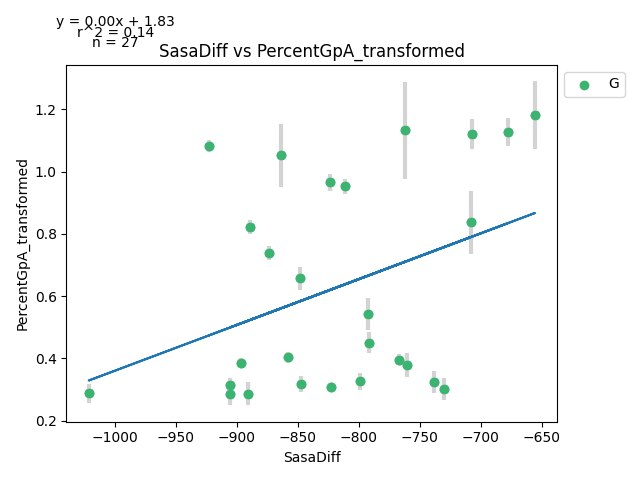 y = 0.00x + 1.83
r^2 = 0.14
n = 27
SasaDiff vs PercentGpA_transformed
G
PercentGpA_transformed
1.2
1.0
0.8
0.6
0.4
0.2
−1000 −950 −900 −850 −800 −750 −700 −650
SasaDiff